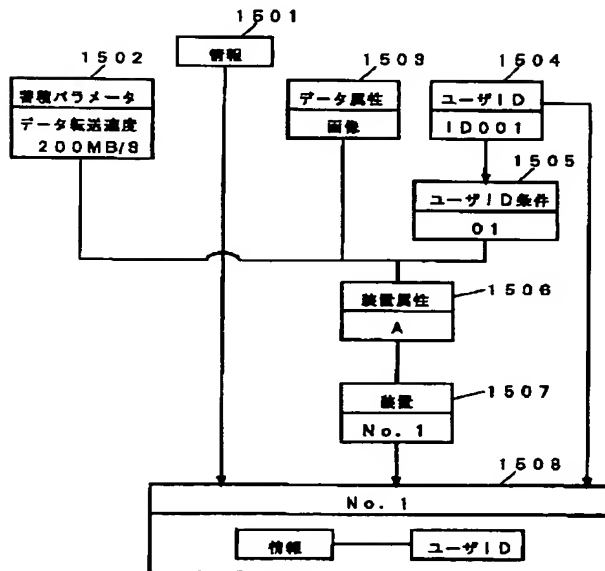 1501
情報
1502
蓄積パラメータ
データ転送速度
200MB/S
1503
データ属性
画像
1504
ユーザID
ID001
1505
ユーザID条件
01
1506
装置属性
A
1507
装置
No.1
1508
No.1
情報
ユーザID